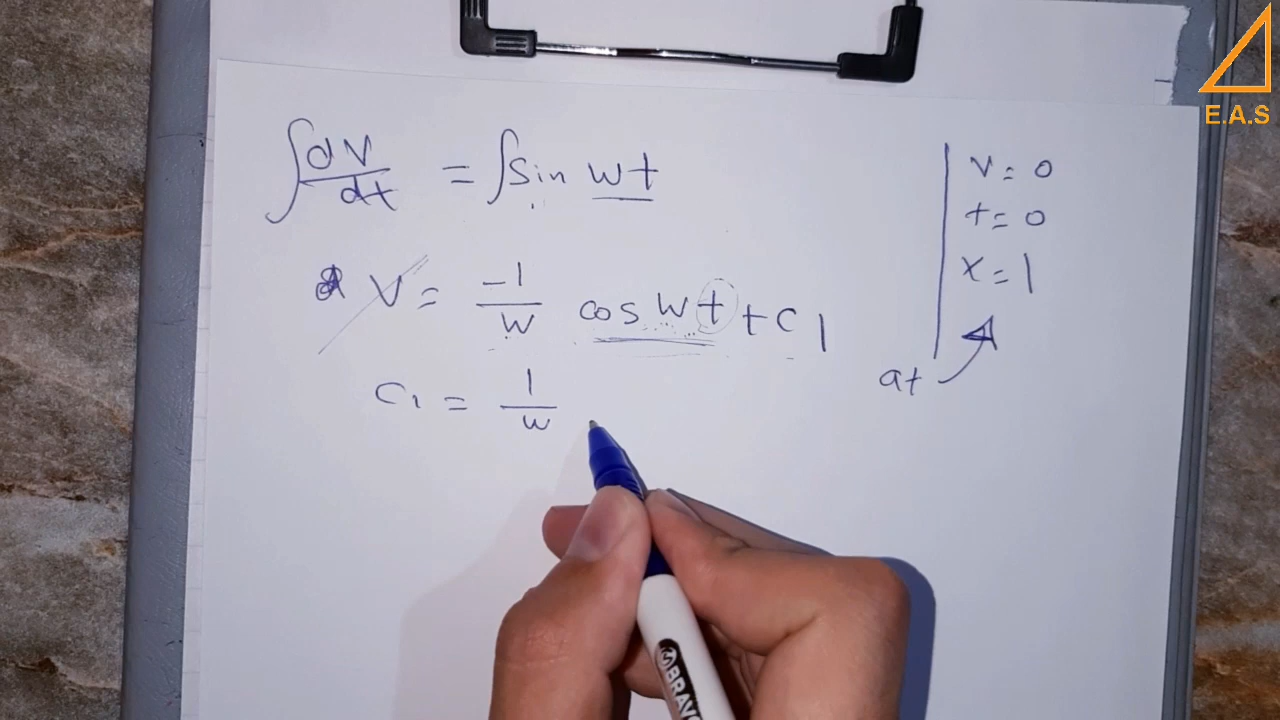 ∫ dv/dt = ∫ sin wt
V = -1/w cos wt + c1
c1 = 1/w
v = 0
t = 0
x = 1
at
E.A.S
BRAVO